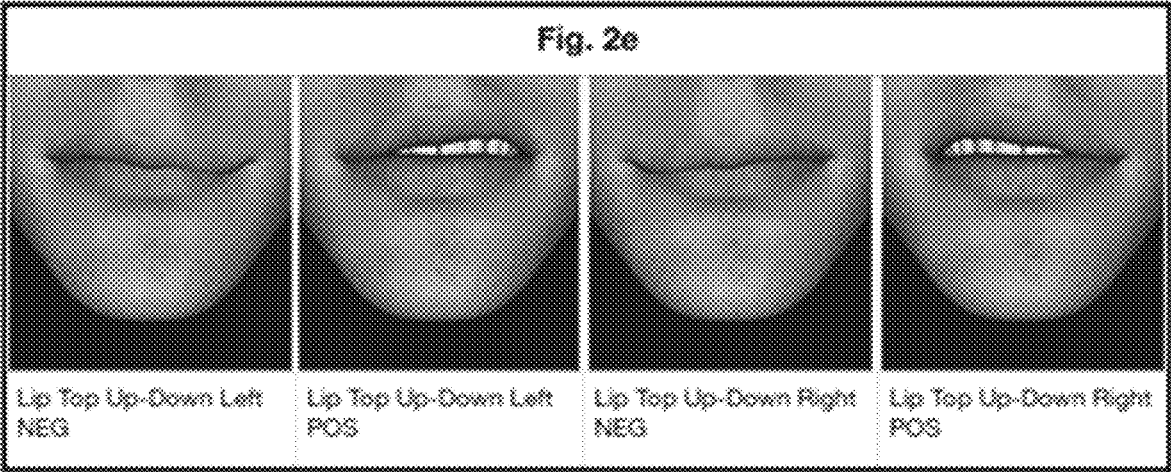 Fig. 2e
Lip Top Up-Down Left
NEG
Lip Top Up-Down Left
POS
Lip Top Up-Down Right
NEG
Lip Top Up-Down Right
POS